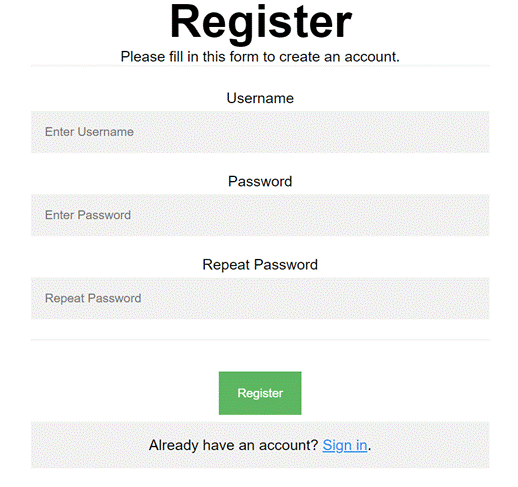 Register
Please fill in this form to create an account.
Username
Enter Username
Password
Enter Password
Repeat Password
Repeat Password
Register
Already have an account? Sign in.